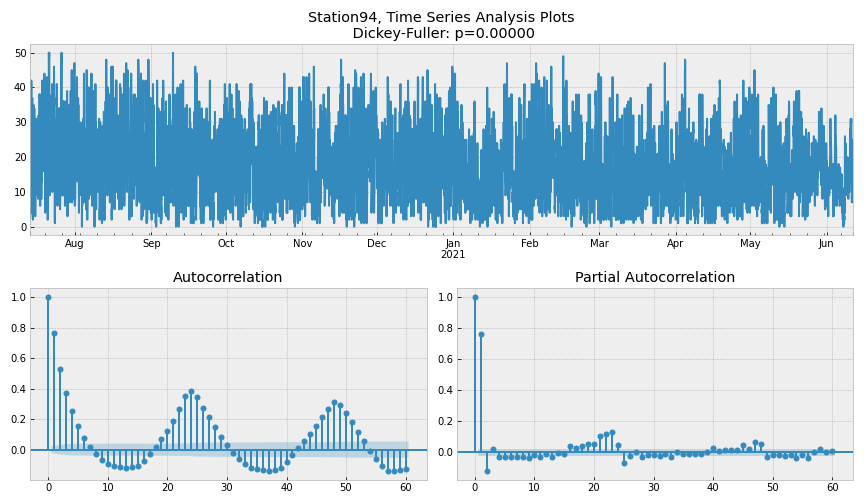 Station94, Time Series Analysis Plots
Dickey-Fuller: p=0.00000
50
40
30
20
10
0
Aug Sep Oct Nov Dec Jan Feb Mar Apr May Jun
2021
Autocorrelation
1.0
0.8
0.6
0.4
0.2
0.0
0 10 20 30 40 50 60
Partial Autocorrelation
1.0
0.8
0.6
0.4
0.2
0.0
0 10 20 30 40 50 60